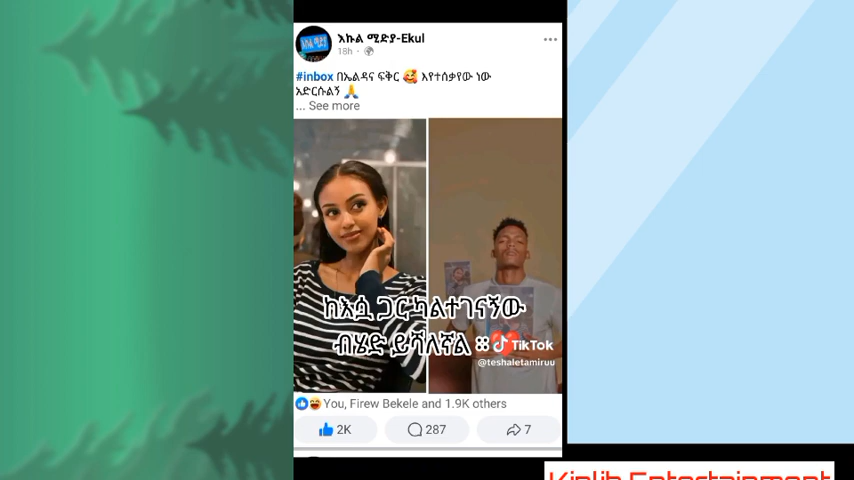 እኩል ሚድያ-Ekul
18h
#inbox በኤልዳና ፍቅር 🥰 እየተሰቃየው ነው
አድርሱልኝ 🙏
... See more
ከእሷ ጋር ካልተገናኝው
ብሄድ ይሻለኛል
TikTok
@teshaletamiruu
You, Firew Bekele and 1.9K others
2K
287
7